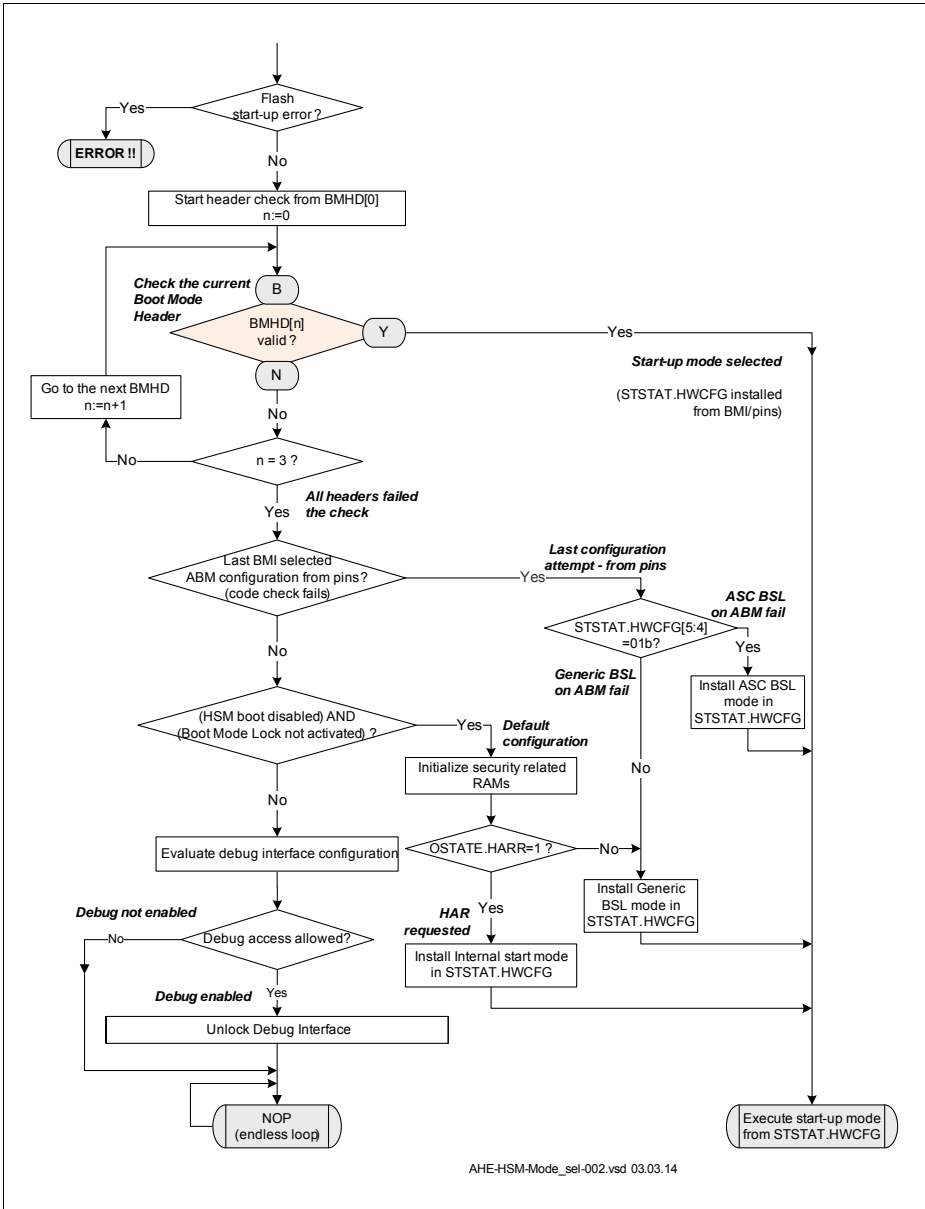 Flash
start-up error ?
Yes
ERROR !!
No
Start header check from BMHD[0]
n:=0
Check the current
Boot Mode
Header
B
BMHD[n]
valid ?
Y
Yes
N
Start-up mode selected
(STSTAT.HWCFG installed
from BMI/pins)
Go to the next BMHD
n:=n+1
No
No
n = 3 ?
Yes
All headers failed
the check
Last BMI selected
ABM configuration from pins ?
(code check fails)
Yes
Last configuration
attempt - from pins
STSTAT.HWCFG[5:4]
=01b?
ASC BSL
on ABM fail
Yes
Install ASC BSL
mode in
STSTAT.HWCFG
No
Generic BSL
on ABM fail
No
(HSM boot disabled) AND
(Boot Mode Lock not activated) ?
Yes
Default
configuration
Initialize security related
RAMs
No
Evaluate debug interface configuration
OSTATE.HARR=1 ?
No
Install Generic
BSL mode in
STSTAT.HWCFG
HAR
requested
Yes
Install Internal start mode
in STSTAT.HWCFG
Debug not enabled
No
Debug access allowed?
Debug enabled
Yes
Unlock Debug Interface
NOP
(endless loop)
Execute start-up mode
from STSTAT.HWCFG
AHE-HSM-Mode_sel-002.vsd 03.03.14